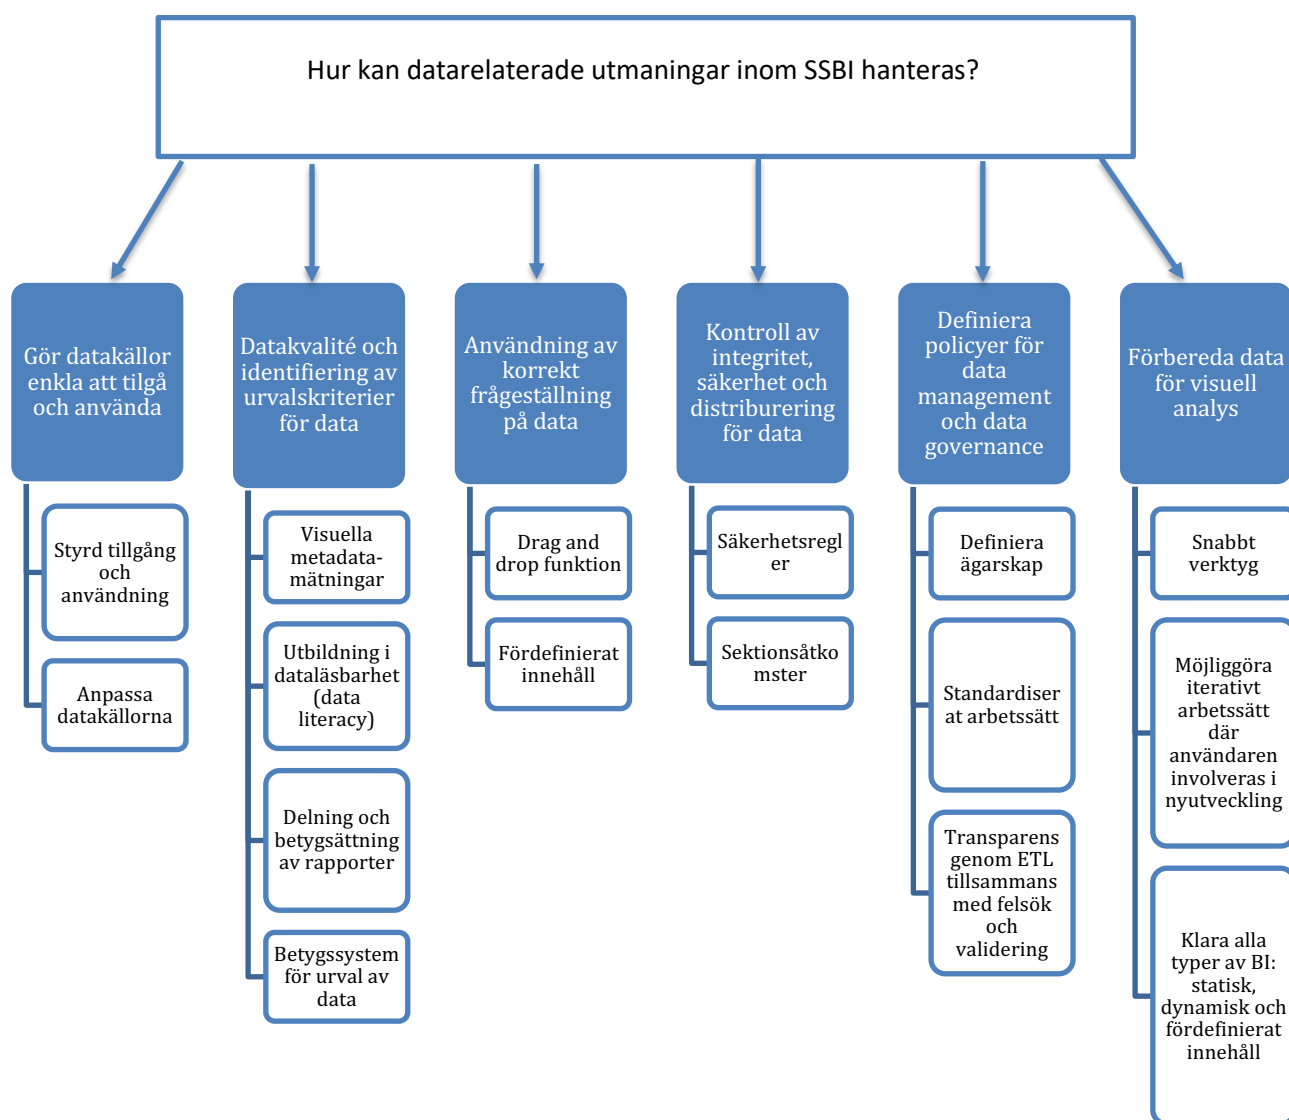 Hur kan datarelaterade utmaningar inom SSBI hanteras?
Gör datakällor
enkla att tilgå
och använda
Styrd tillgång
och
användning
Anpassa
datakällorna
Datakvalité och
identifiering av
urvalskriterier
för data
Visuella
metadata-
mätningar
Utbildning i
dataläsbarhet
(data
literacy)
Delning och
betygsättning
av rapporter
Betygssystem
för urval av
data
Användning av
korrekt
frågeställning
på data
Drag and
drop funktion
Fördefinierat
innehåll
Kontroll av
integritet,
säkerhet och
distriburering
för data
Säkerhetsregl
er
Sektionsåtko
mster
Definiera
policyer för
data
management
och data
governance
Definiera
ägarskap
Standardiser
at arbetssätt
Transparens
genom ETL
tillsammans
med felsök
och
validering
Förbereda data
för visuell
analys
Snabbt
verktyg
Möjliggöra
iterativt
arbetssätt
där
användaren
involveras i
nyutveckling
Klara alla
typer av BI:
statisk,
dynamisk och
fördefinierat
innehåll